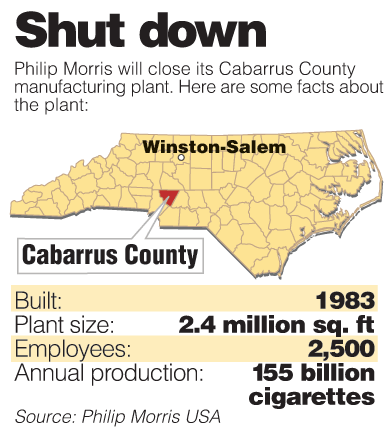 Shut down
Philip Morris will close its Cabarrus County
manufacturing plant. Here are some facts about
the plant:
Winston-Salem
Cabarrus County
Built: 1983
Plant size: 2.4 million sq. ft
Employees: 2,500
Annual production: 155 billion
cigarettes
Source: Philip Morris USA